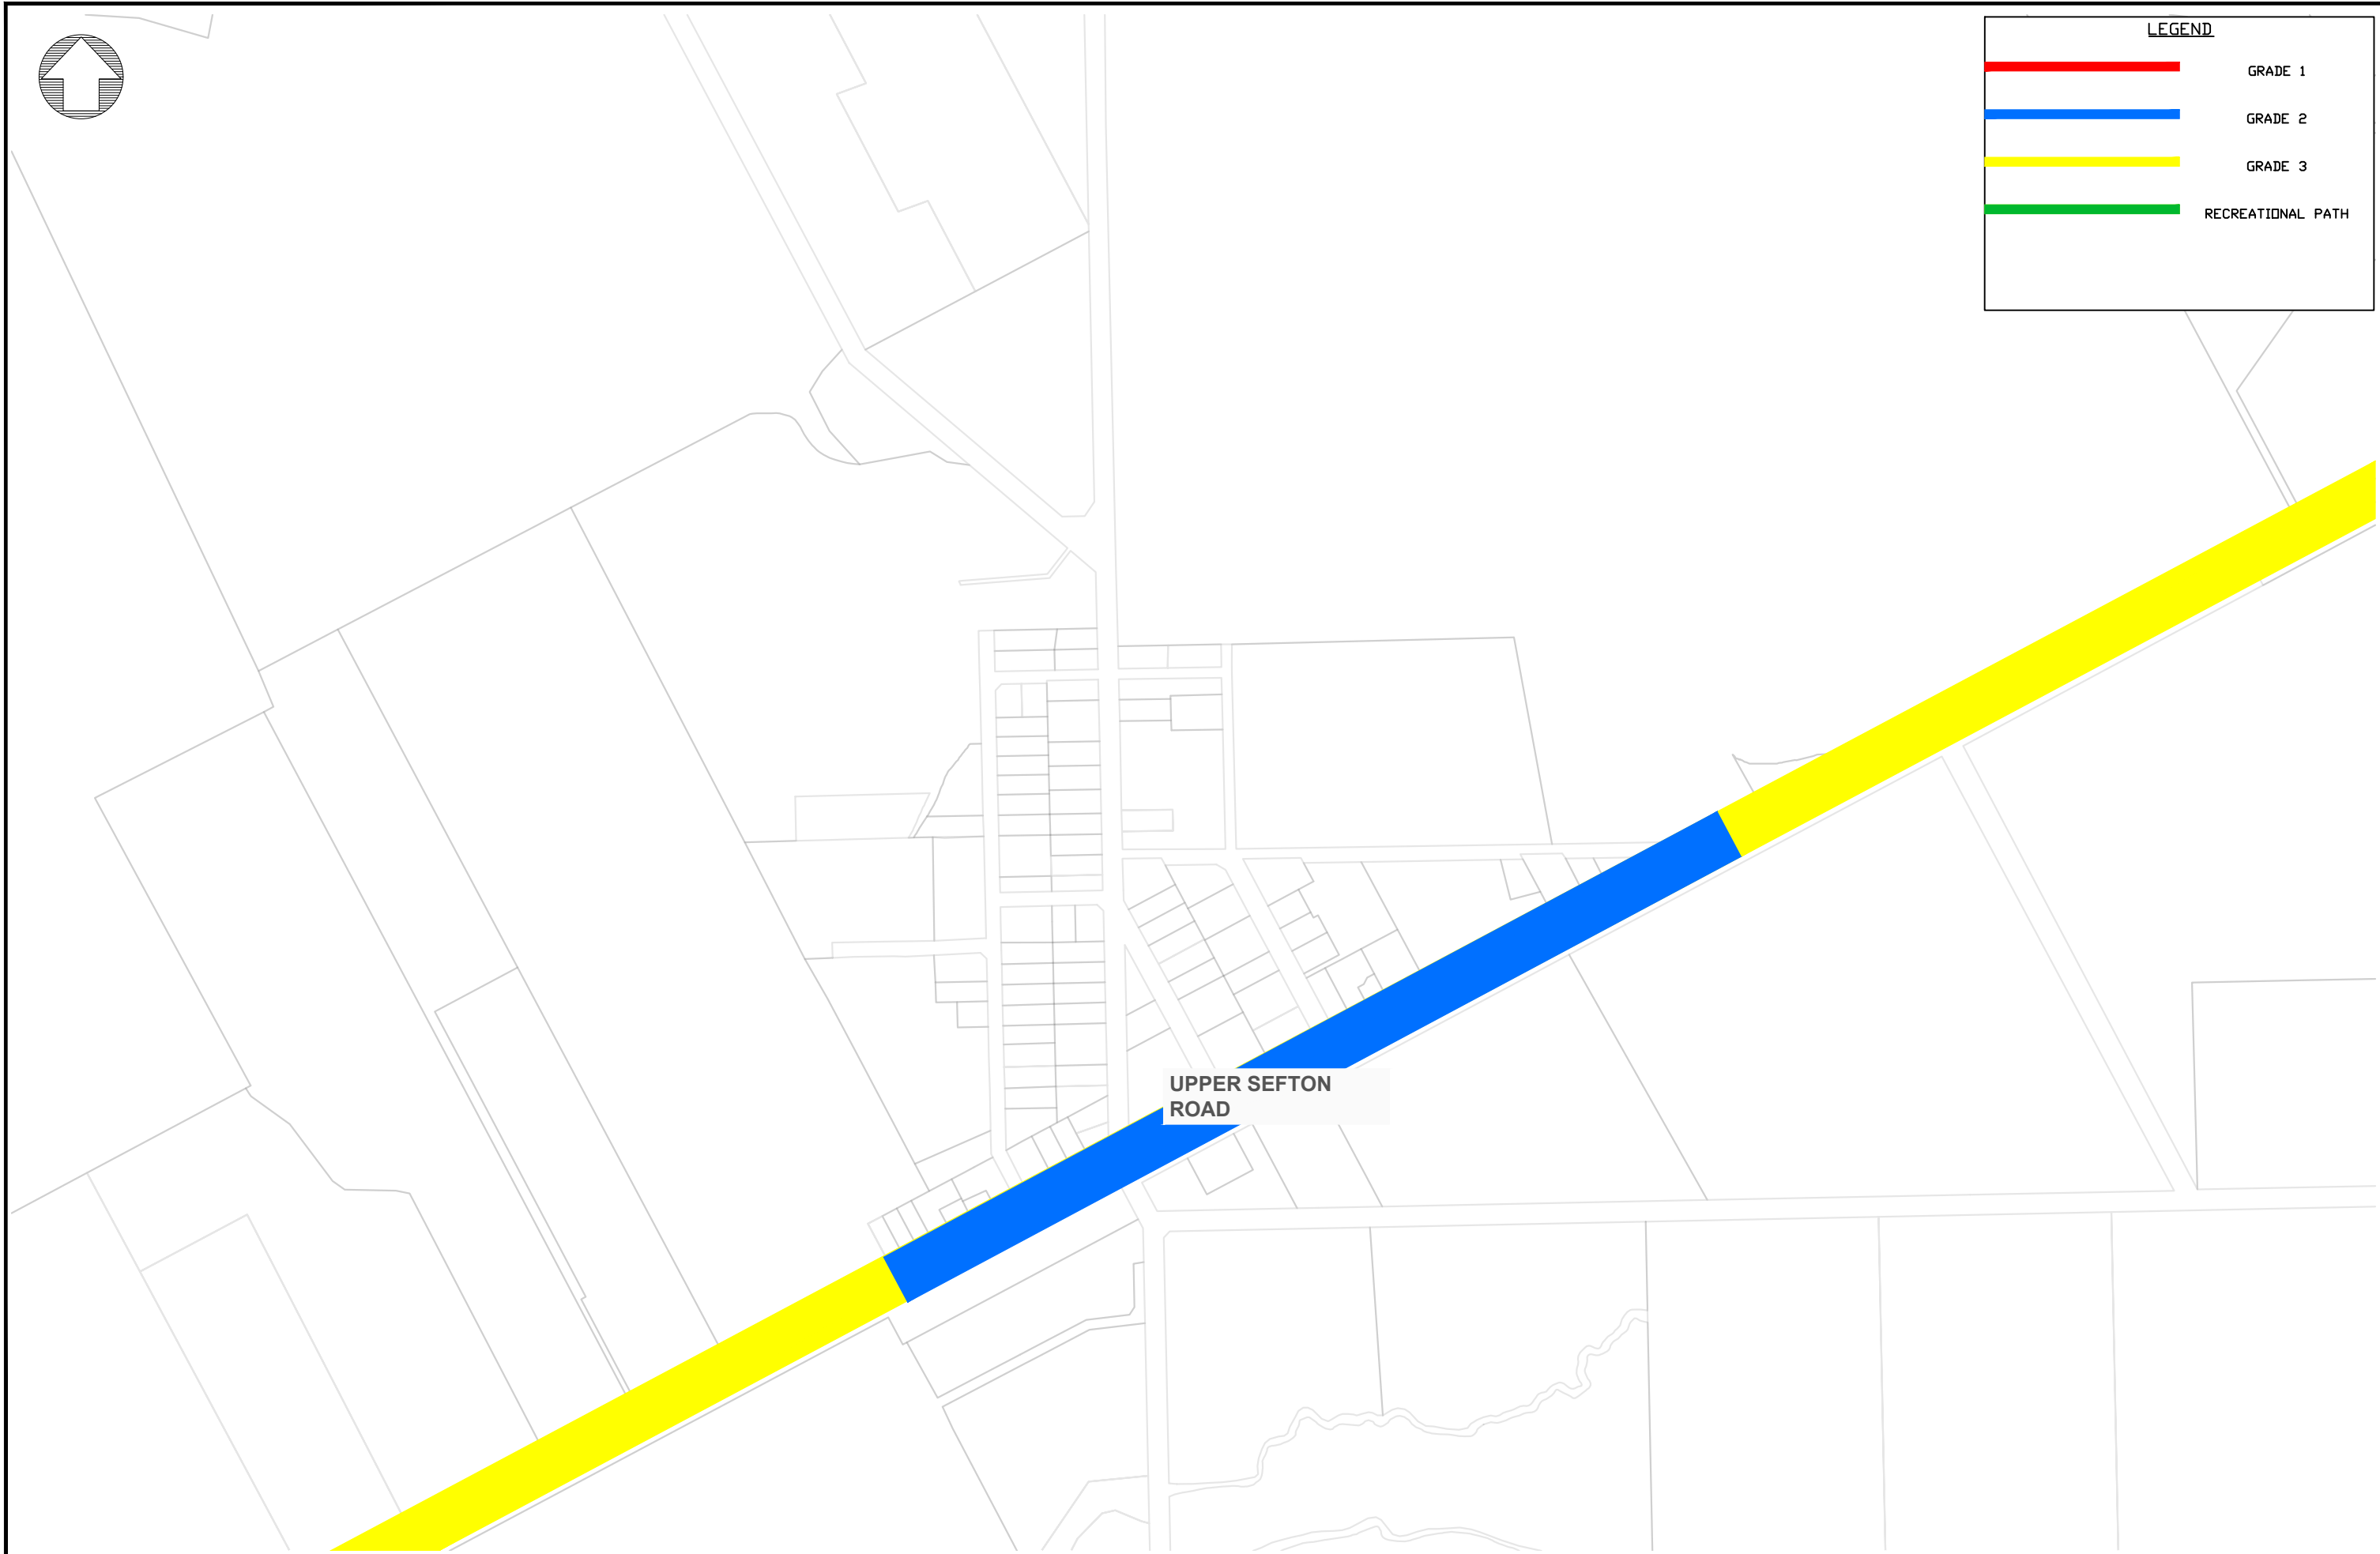 LEGEND
GRADE 1
GRADE 2
GRADE 3
RECREATIONAL PATH
UPPER SEFTON
ROAD